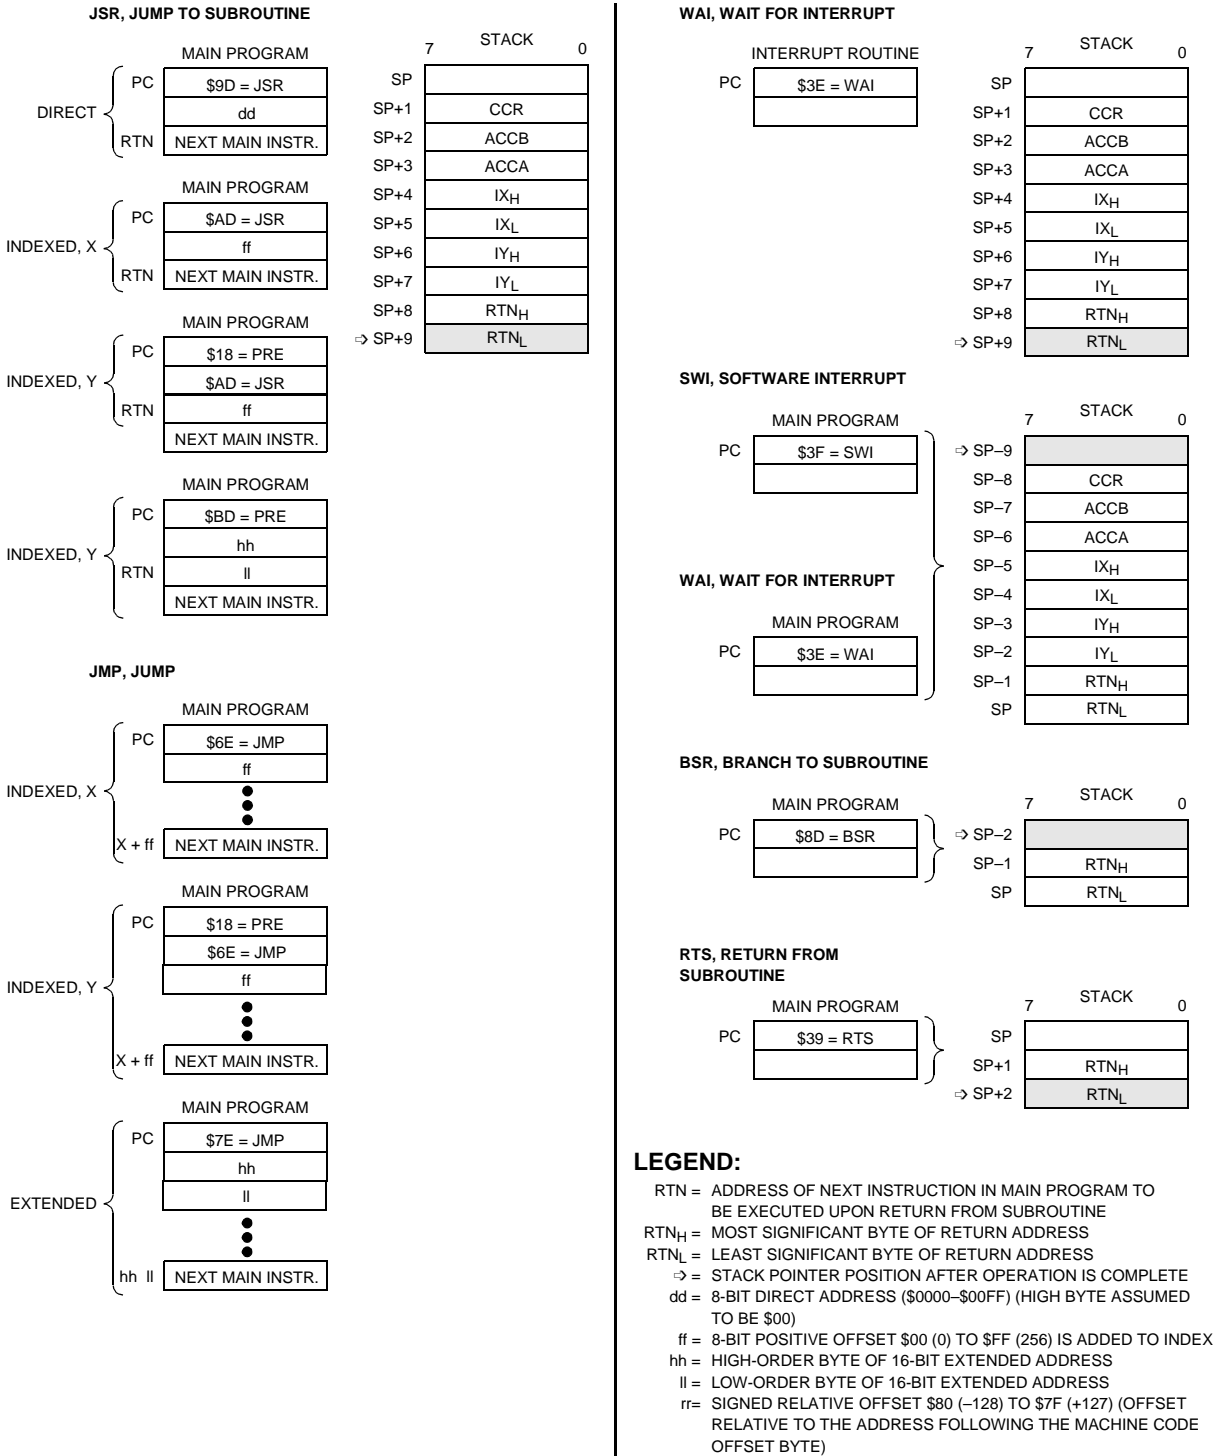 JSR, JUMP TO SUBROUTINE
MAIN PROGRAM
DIRECT
PC $9D = JSR
dd
RTN NEXT MAIN INSTR.
MAIN PROGRAM
INDEXED, X
PC $AD = JSR
ff
RTN NEXT MAIN INSTR.
MAIN PROGRAM
INDEXED, Y
PC $18 = PRE
$AD = JSR
RTN ff
NEXT MAIN INSTR.
MAIN PROGRAM
INDEXED, Y
PC $BD = PRE
hh
RTN ll
NEXT MAIN INSTR.
7 STACK 0
SP
SP+1 CCR
SP+2 ACCB
SP+3 ACCA
SP+4 IXH
SP+5 IXL
SP+6 IYH
SP+7 IYL
SP+8 RTNH
➩ SP+9 RTNL
JMP, JUMP
MAIN PROGRAM
INDEXED, X
PC $6E = JMP
ff
X + ff NEXT MAIN INSTR.
MAIN PROGRAM
INDEXED, Y
PC $18 = PRE
$6E = JMP
ff
X + ff NEXT MAIN INSTR.
MAIN PROGRAM
EXTENDED
PC $7E = JMP
hh
ll
hh ll NEXT MAIN INSTR.
WAI, WAIT FOR INTERRUPT
INTERRUPT ROUTINE
PC $3E = WAI
7 STACK 0
SP
SP+1 CCR
SP+2 ACCB
SP+3 ACCA
SP+4 IXH
SP+5 IXL
SP+6 IYH
SP+7 IYL
SP+8 RTNH
➩ SP+9 RTNL
SWI, SOFTWARE INTERRUPT
MAIN PROGRAM
PC $3F = SWI
WAI, WAIT FOR INTERRUPT
MAIN PROGRAM
PC $3E = WAI
7 STACK 0
➩ SP–9
SP–8 CCR
SP–7 ACCB
SP–6 ACCA
SP–5 IXH
SP–4 IXL
SP–3 IYH
SP–2 IYL
SP–1 RTNH
SP RTNL
BSR, BRANCH TO SUBROUTINE
MAIN PROGRAM
PC $8D = BSR
7 STACK 0
➩ SP–2
SP–1 RTNH
SP RTNL
RTS, RETURN FROM
SUBROUTINE
MAIN PROGRAM
PC $39 = RTS
7 STACK 0
SP
SP+1 RTNH
➩ SP+2 RTNL
LEGEND:
RTN = ADDRESS OF NEXT INSTRUCTION IN MAIN PROGRAM TO
BE EXECUTED UPON RETURN FROM SUBROUTINE
RTNH = MOST SIGNIFICANT BYTE OF RETURN ADDRESS
RTNL = LEAST SIGNIFICANT BYTE OF RETURN ADDRESS
➩ = STACK POINTER POSITION AFTER OPERATION IS COMPLETE
dd = 8-BIT DIRECT ADDRESS ($0000–$00FF) (HIGH BYTE ASSUMED
TO BE $00)
ff = 8-BIT POSITIVE OFFSET $00 (0) TO $FF (256) IS ADDED TO INDEX
hh = HIGH-ORDER BYTE OF 16-BIT EXTENDED ADDRESS
ll = LOW-ORDER BYTE OF 16-BIT EXTENDED ADDRESS
rr= SIGNED RELATIVE OFFSET $80 (–128) TO $7F (+127) (OFFSET
RELATIVE TO THE ADDRESS FOLLOWING THE MACHINE CODE
OFFSET BYTE)